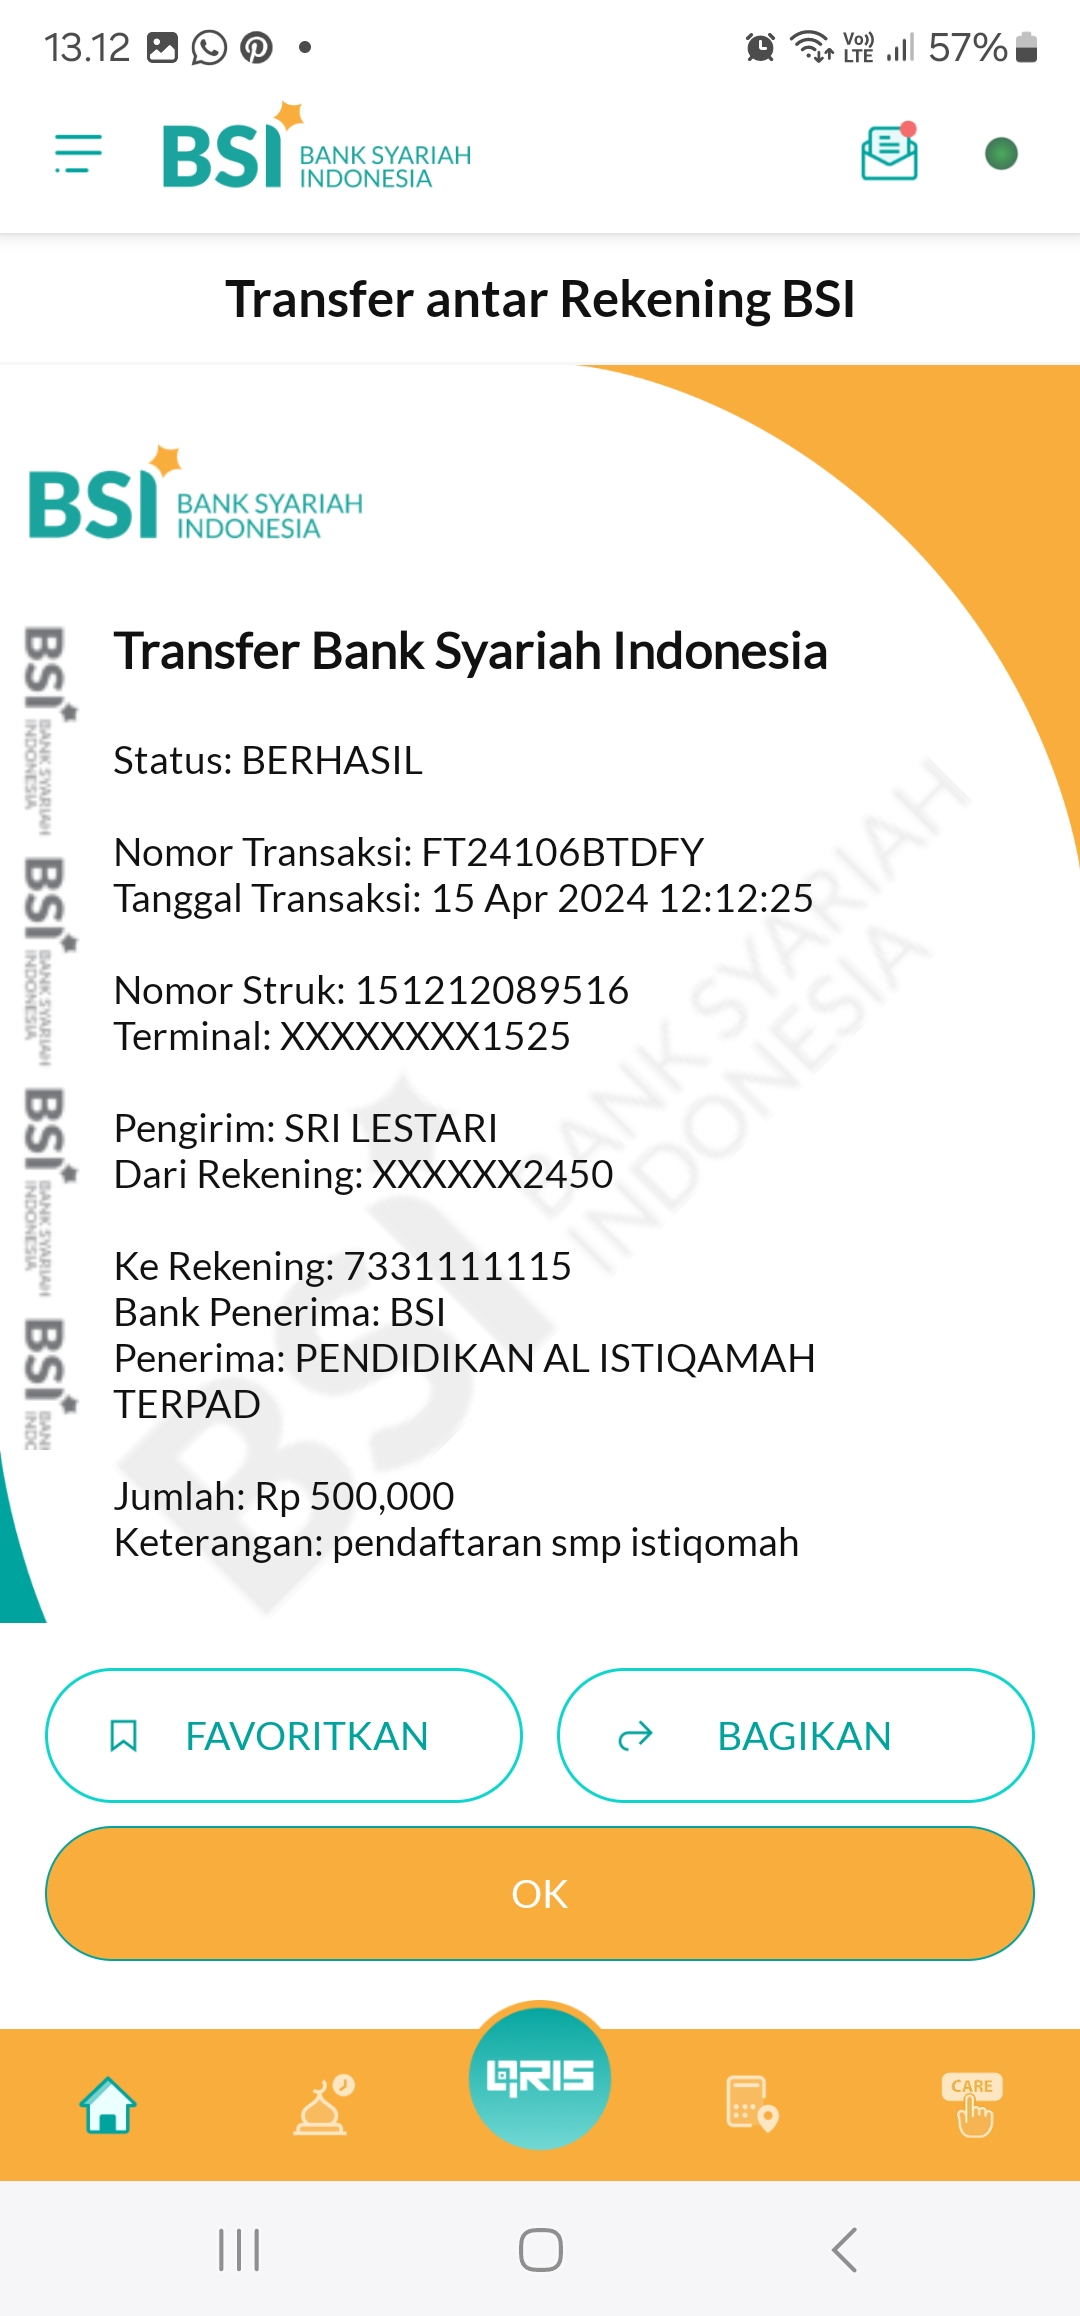 13.12
Vo)) LTE 57%
BSI BANK SYARIAH INDONESIA
Transfer antar Rekening BSI
BSI BANK SYARIAH INDONESIA
Transfer Bank Syariah Indonesia
Status: BERHASIL
Nomor Transaksi: FT24106BTDFY
Tanggal Transaksi: 15 Apr 2024 12:12:25
Nomor Struk: 151212089516
Terminal: XXXXXXXX1525
Pengirim: SRI LESTARI
Dari Rekening: XXXXXX2450
Ke Rekening: 7331111115
Bank Penerima: BSI
Penerima: PENDIDIKAN AL ISTIQAMAH
TERPAD
Jumlah: Rp 500,000
Keterangan: pendaftaran smp istiqomah
BSI BANK SYARIAH INDONESIA
BSI BANK SYARIAH INDONESIA
BSI BANK SYARIAH INDONESIA
BSI BANK INDO
BSI BANK SYARIAH INDONESIA
FAVORITKAN
BAGIKAN
OK
QRIS
CARE